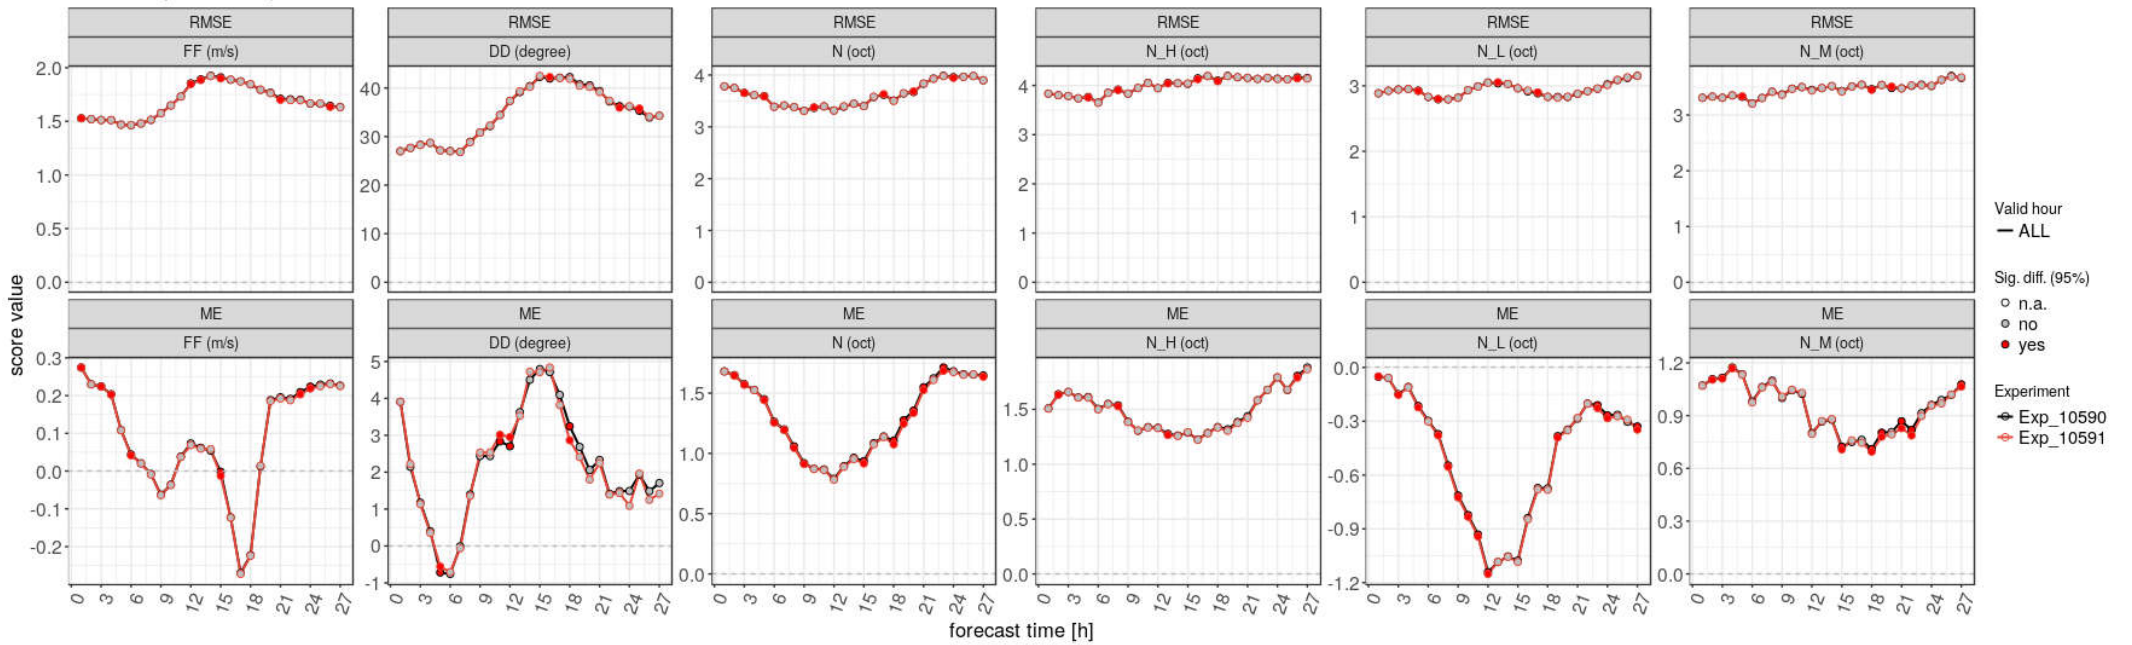 RMSE RMSE RMSE RMSE RMSE RMSE
FF (m/s) DD (degree) N (oct) N_H (oct) N_L (oct) N_M (oct)
2.0
1.5
1.0
0.5
0.0
40
30
20
10
0
4
3
2
1
0
4
3
2
1
0
3
2
1
0
3
2
1
0
ME ME ME ME ME ME
FF (m/s) DD (degree) N (oct) N_H (oct) N_L (oct) N_M (oct)
0.3
0.2
0.1
0.0
-0.1
-0.2
5
4
3
2
1
0
-1
1.5
1.0
0.5
0.0
1.5
1.0
0.5
0.0
0.0
-0.3
-0.6
-0.9
-1.2
1.2
0.9
0.6
0.3
0.0
0 3 6 9 12 15 18 21 24 27
0 3 6 9 12 15 18 21 24 27
0 3 6 9 12 15 18 21 24 27
0 3 6 9 12 15 18 21 24 27
0 3 6 9 12 15 18 21 24 27
0 3 6 9 12 15 18 21 24 27
score value
forecast time [h]
Valid hour
ALL
Sig. diff. (95%)
n.a.
no
yes
Experiment
Exp_10590
Exp_10591